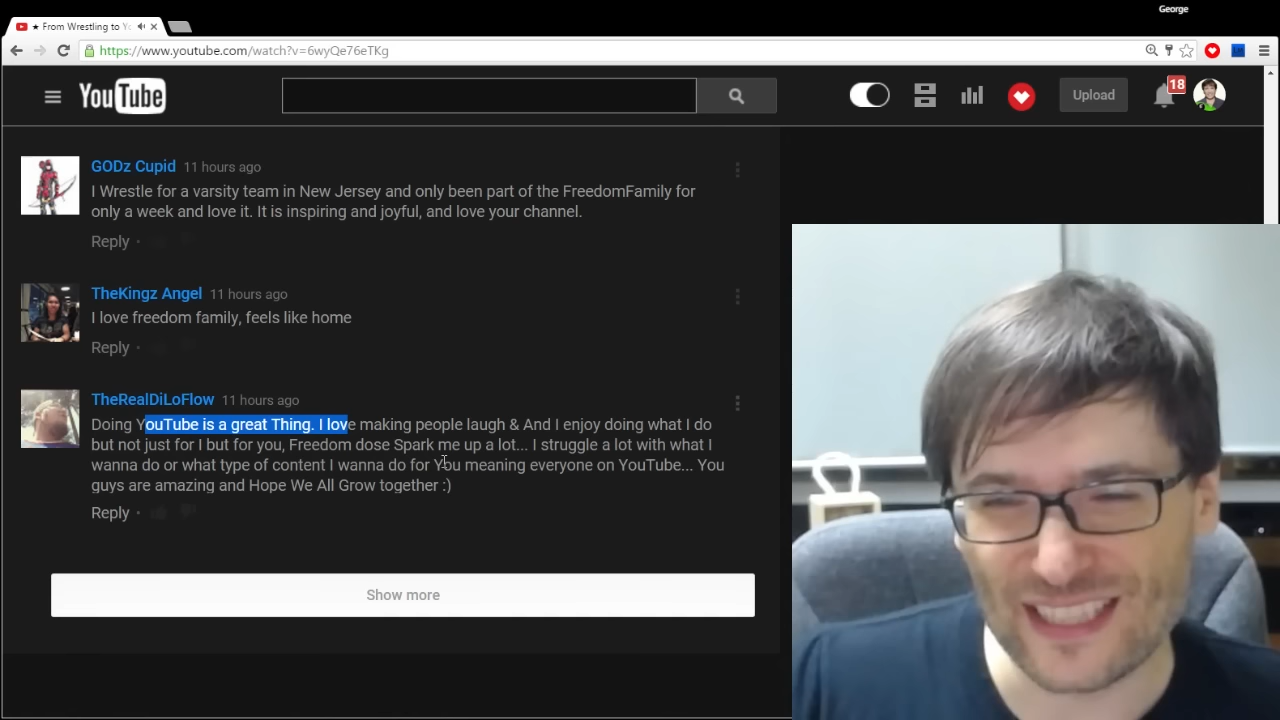 George
★ From Wrestling to Yo
https://www.youtube.com/watch?v=6wyQe76eTKg
YouTube
Upload
18
GODz Cupid 11 hours ago
I Wrestle for a varsity team in New Jersey and only been part of the FreedomFamily for
only a week and love it. It is inspiring and joyful, and love your channel.
Reply
TheKingz Angel 11 hours ago
I love freedom family, feels like home
Reply
TheRealDiLoFlow 11 hours ago
Doing YouTube is a great Thing. I love making people laugh & And I enjoy doing what I do
but not just for I but for you, Freedom dose Spark me up a lot... I struggle a lot with what I
wanna do or what type of content I wanna do for You meaning everyone on YouTube... You
guys are amazing and Hope We All Grow together :)
Reply
Show more